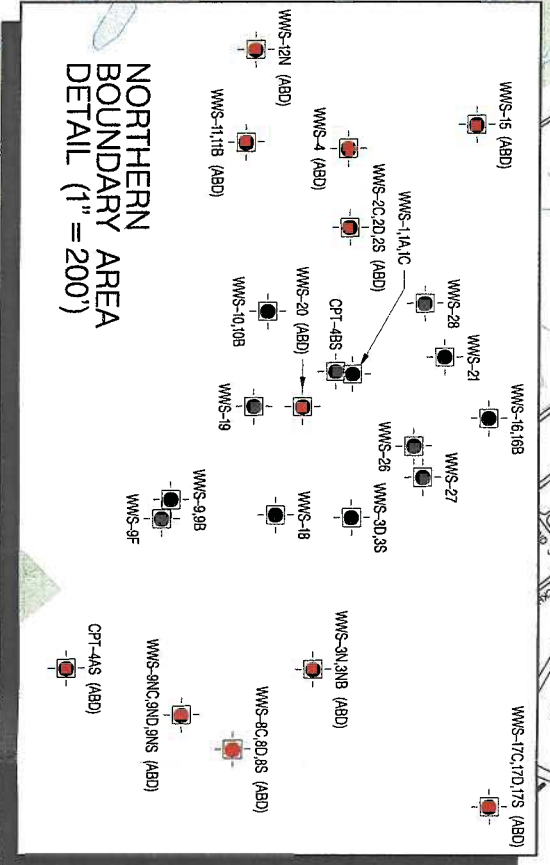 WWS-15 (ABD)
WWS-12N (ABD)
WWS-4 (ABD)
WWS-11,11B (ABD)
WWS-2C,2D,2S (ABD)
WWS-1,1A,1C
WWS-28
WWS-21
WWS-16,16B
CPT-4BS
WWS-20 (ABD)
WWS-10,10B
WWS-19
WWS-26
WWS-27
WWS-3D,3S
WWS-18
WWS-9,9B
WWS-9F
WWS-3N,3NB (ABD)
WWS-17C,17D,17S (ABD)
WWS-8C,8D,8S (ABD)
WWS-9NC,9ND,9NS (ABD)
CPT-4AS (ABD)
NORTHERN
BOUNDARY AREA
DETAIL (1"=200')